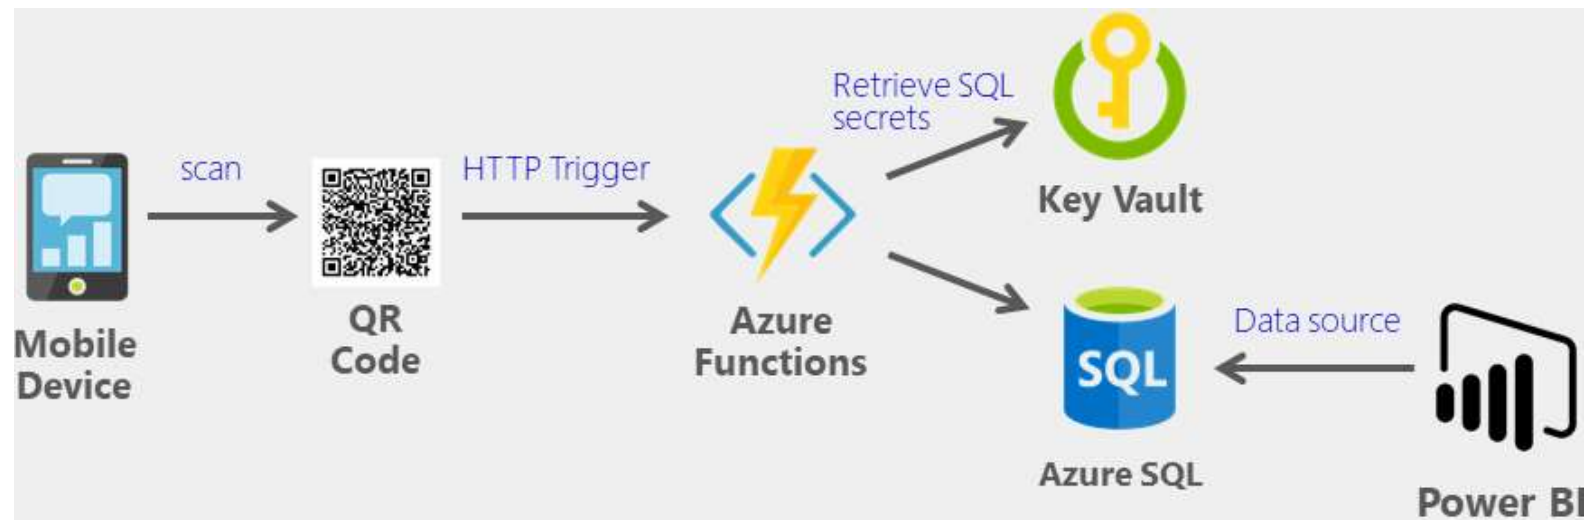 Retrieve SQL
secrets
scan
HTTP Trigger
Key Vault
QR
Code
Azure
Functions
Mobile
Device
Data source
SQL
Azure SQL
Power BI